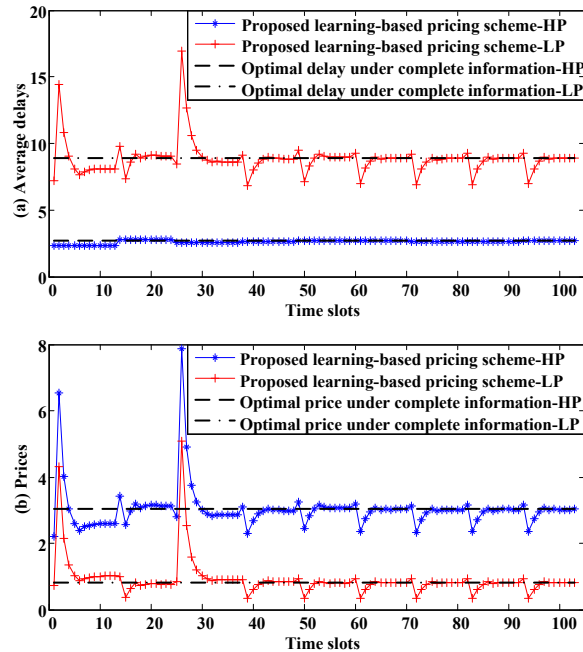 20
15
10
5
0
(a) Average delays
Proposed learning-based pricing scheme-HP
Proposed learning-based pricing scheme-LP
Optimal delay under complete information-HP
Optimal delay under complete information-LP
0 10 20 30 40 50 60 70 80 90 100
Time slots
8
6
4
2
0
(b) Prices
Proposed learning-based pricing scheme-HP
Proposed learning-based pricing scheme-LP
Optimal price under complete information-HP
Optimal price under complete information-LP
0 10 20 30 40 50 60 70 80 90 100
Time slots